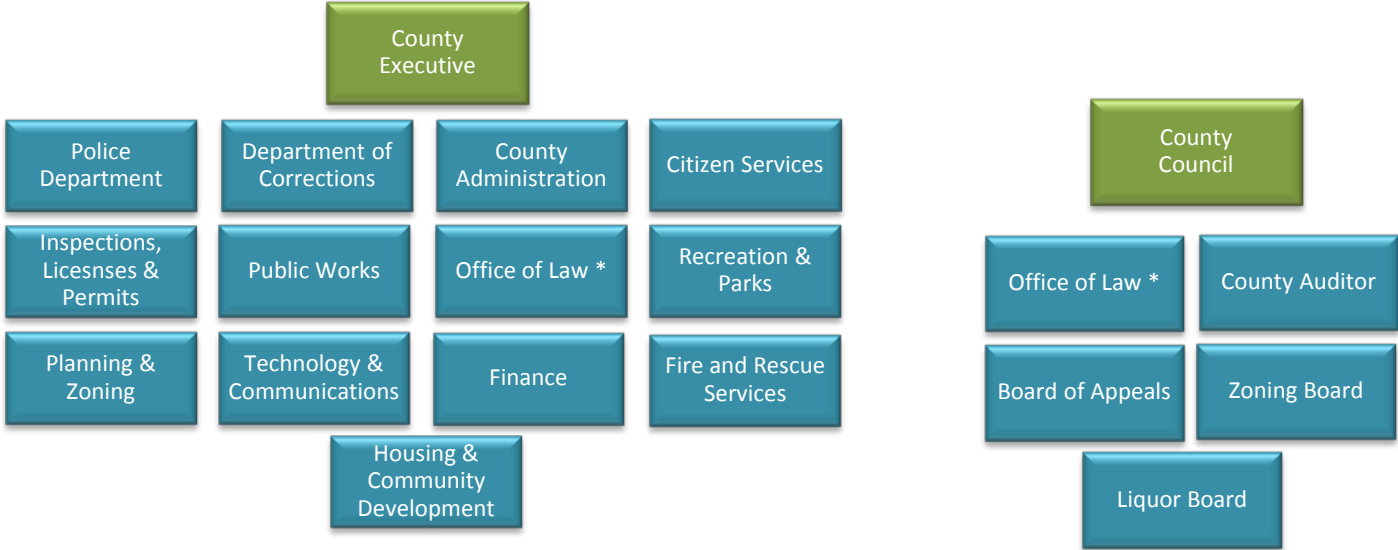 County
Executive
Police
Department
Department of
Corrections
County
Administration
Citizen Services
Inspections,
Licesnses &
Permits
Public Works
Office of Law *
Recreation &
Parks
Planning &
Zoning
Technology &
Communications
Finance
Fire and Rescue
Services
Housing &
Community
Development
County
Council
Office of Law *
County Auditor
Board of Appeals
Zoning Board
Liquor Board